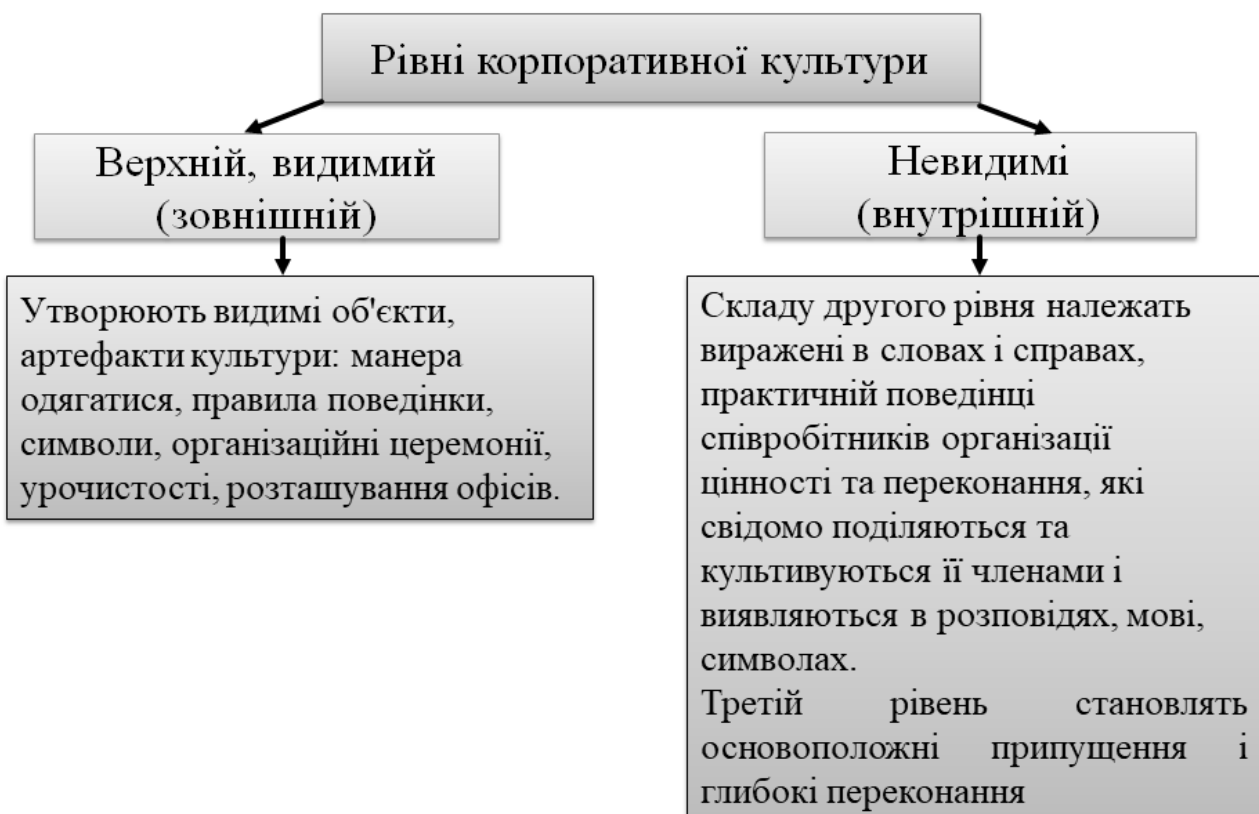 Рівні корпоративної культури
Верхній, видимий
(зовнішній)
Невидимі
(внутрішній)
Утворюють видимі об'єкти,
артефакти культури: манера
одягатися, правила поведінки,
символи, організаційні церемонії,
урочистості, розташування офісів.
Складу другого рівня належать
виражені в словах і справах,
практичній поведінці
співробітників організації
цінності та переконання, які
свідомо поділяються та
культивуються її членами і
виявляються в розповідях, мові,
символах.
Третій рівень становлять
основоположні припущення і
глибокі переконання